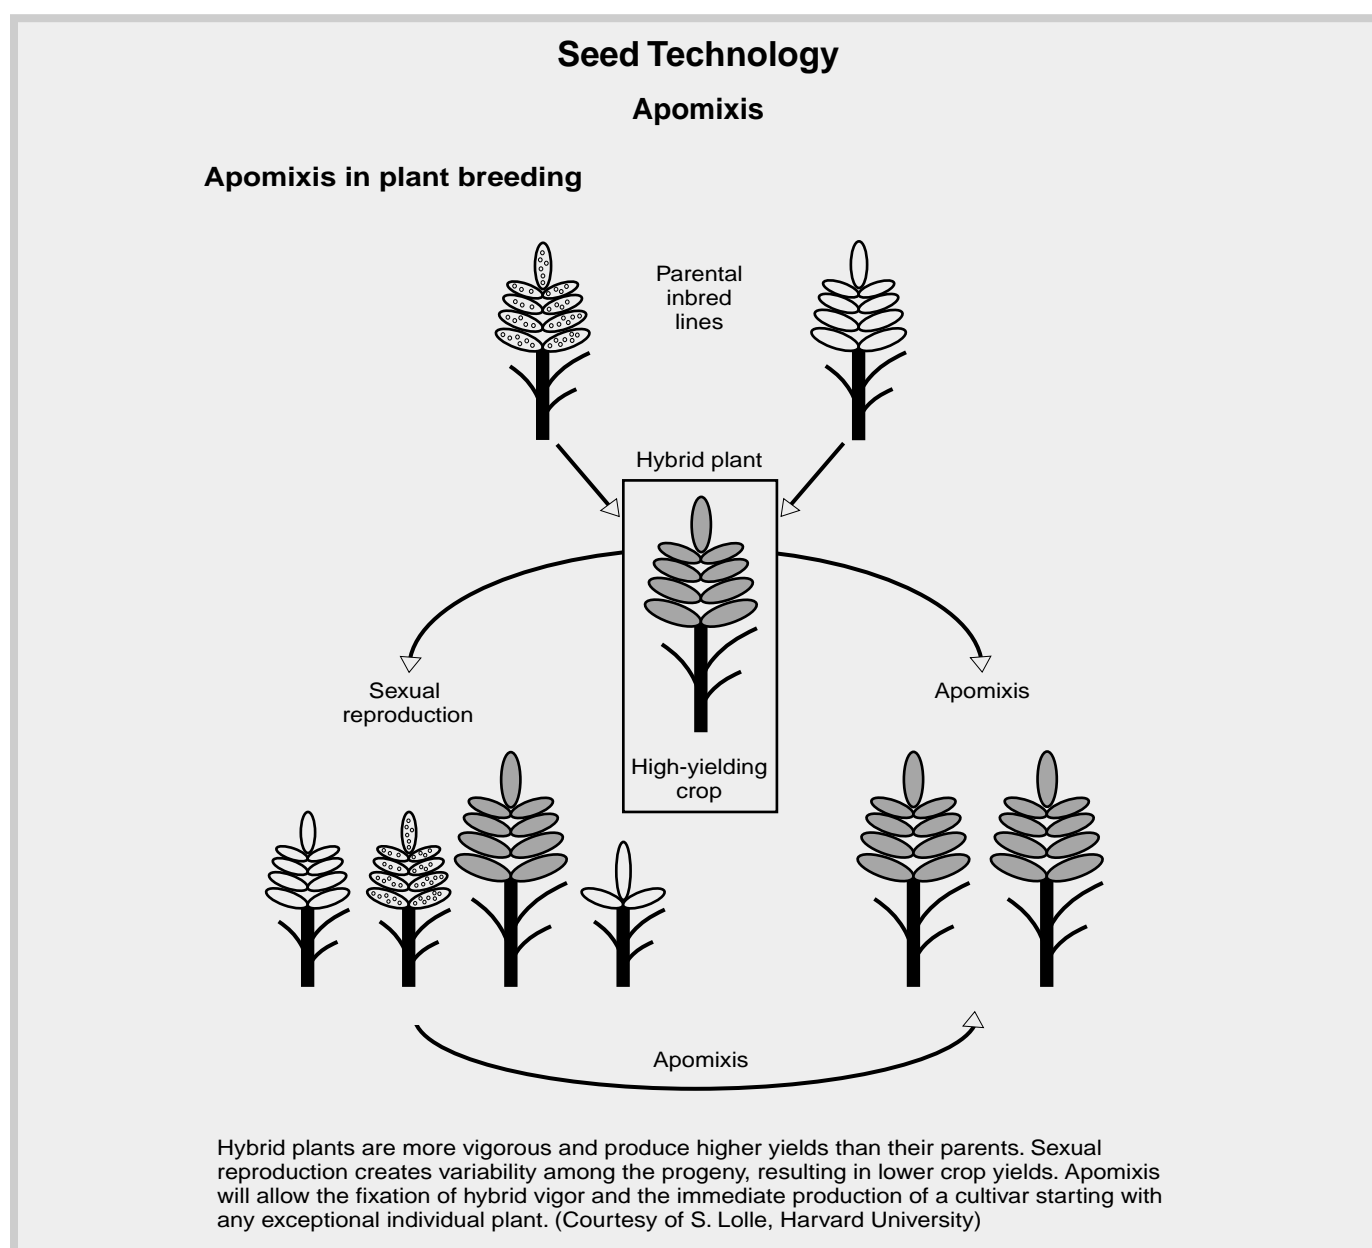 Seed Technology
Apomixis
Apomixis in plant breeding
Parental
inbred
lines
Hybrid plant
Sexual
reproduction
Apomixis
High-yielding
crop
Apomixis
Hybrid plants are more vigorous and produce higher yields than their parents. Sexual
reproduction creates variability among the progeny, resulting in lower crop yields. Apomixis
will allow the fixation of hybrid vigor and the immediate production of a cultivar starting with
any exceptional individual plant. (Courtesy of S. Lolle, Harvard University)